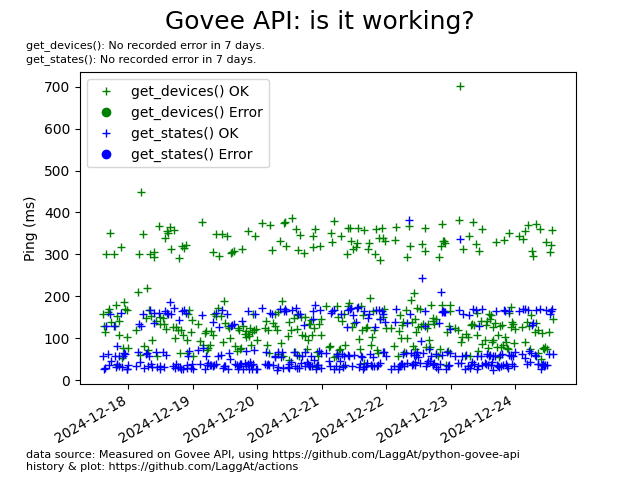 Govee API: is it working?
get_devices(): No recorded error in 7 days.
get_states(): No recorded error in 7 days.
get_devices() OK
get_devices() Error
get_states() OK
get_states() Error
Ping (ms)
700
600
500
400
300
200
100
0
2024-12-18
2024-12-19
2024-12-20
2024-12-21
2024-12-22
2024-12-23
2024-12-24
data source: Measured on Govee API, using https://github.com/LaggAt/python-govee-api
history & plot: https://github.com/LaggAt/actions